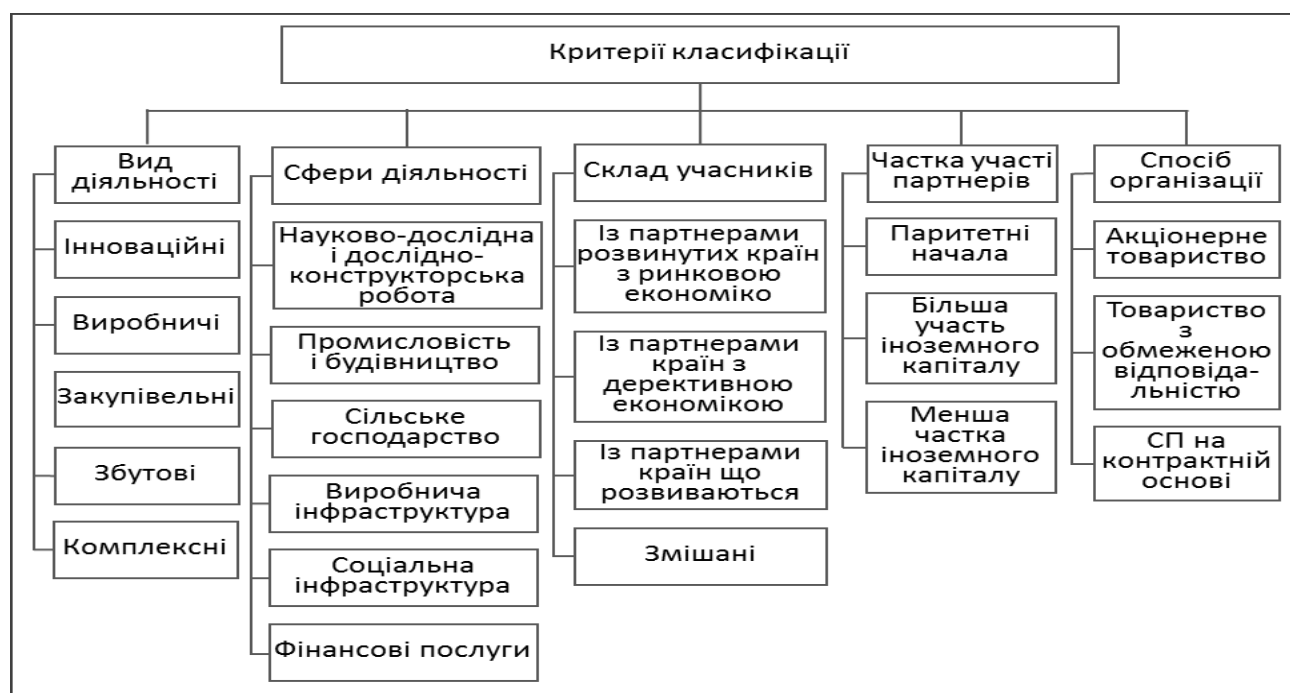 Критерії класифікації
Вид
діяльності
Інноваційні
Виробничі
Закупівельні
Збутові
Комплексні
Сфери діяльності
Науково-дослідна
і дослідно-
конструкторська
робота
Промисловість
і будівництво
Сільське
господарство
Виробнича
інфраструктура
Соціальна
інфраструктура
Фінансові послуги
Склад учасників
Із партнерами
розвинутих країн
з ринковою
економіко
Із партнерами
країн з
дерективною
економікою
Із партнерами
країн що
розвиваються
Змішані
Частка участі
партнерів
Паритетні
начала
Більша
участь
іноземного
капіталу
Менша
частка
іноземного
капіталу
Спосіб
організації
Акціонерне
товариство
Товариство
з
обмеженою
відповіда-
льністю
СП на
контрактній
основі